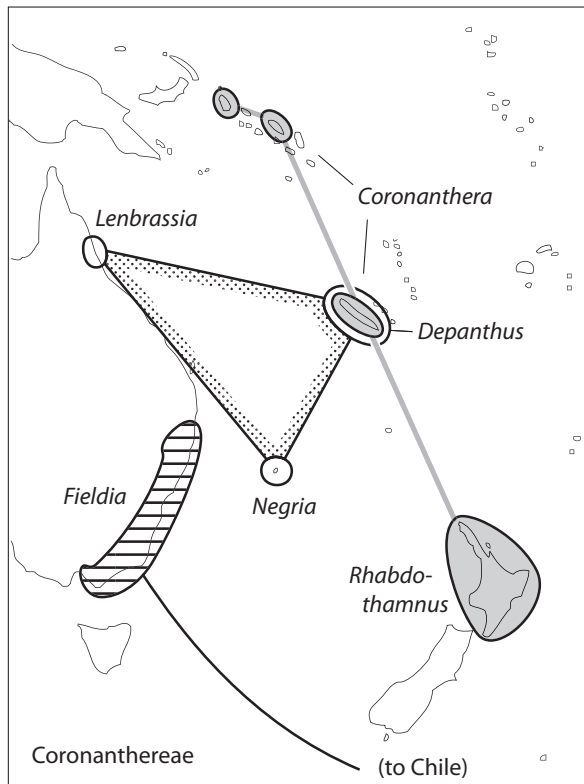 Coronanthera
Lenbrassia
Depanthus
Fieldia
Negria
Rhabdo-
thamnus
Coronanthereae
(to Chile)